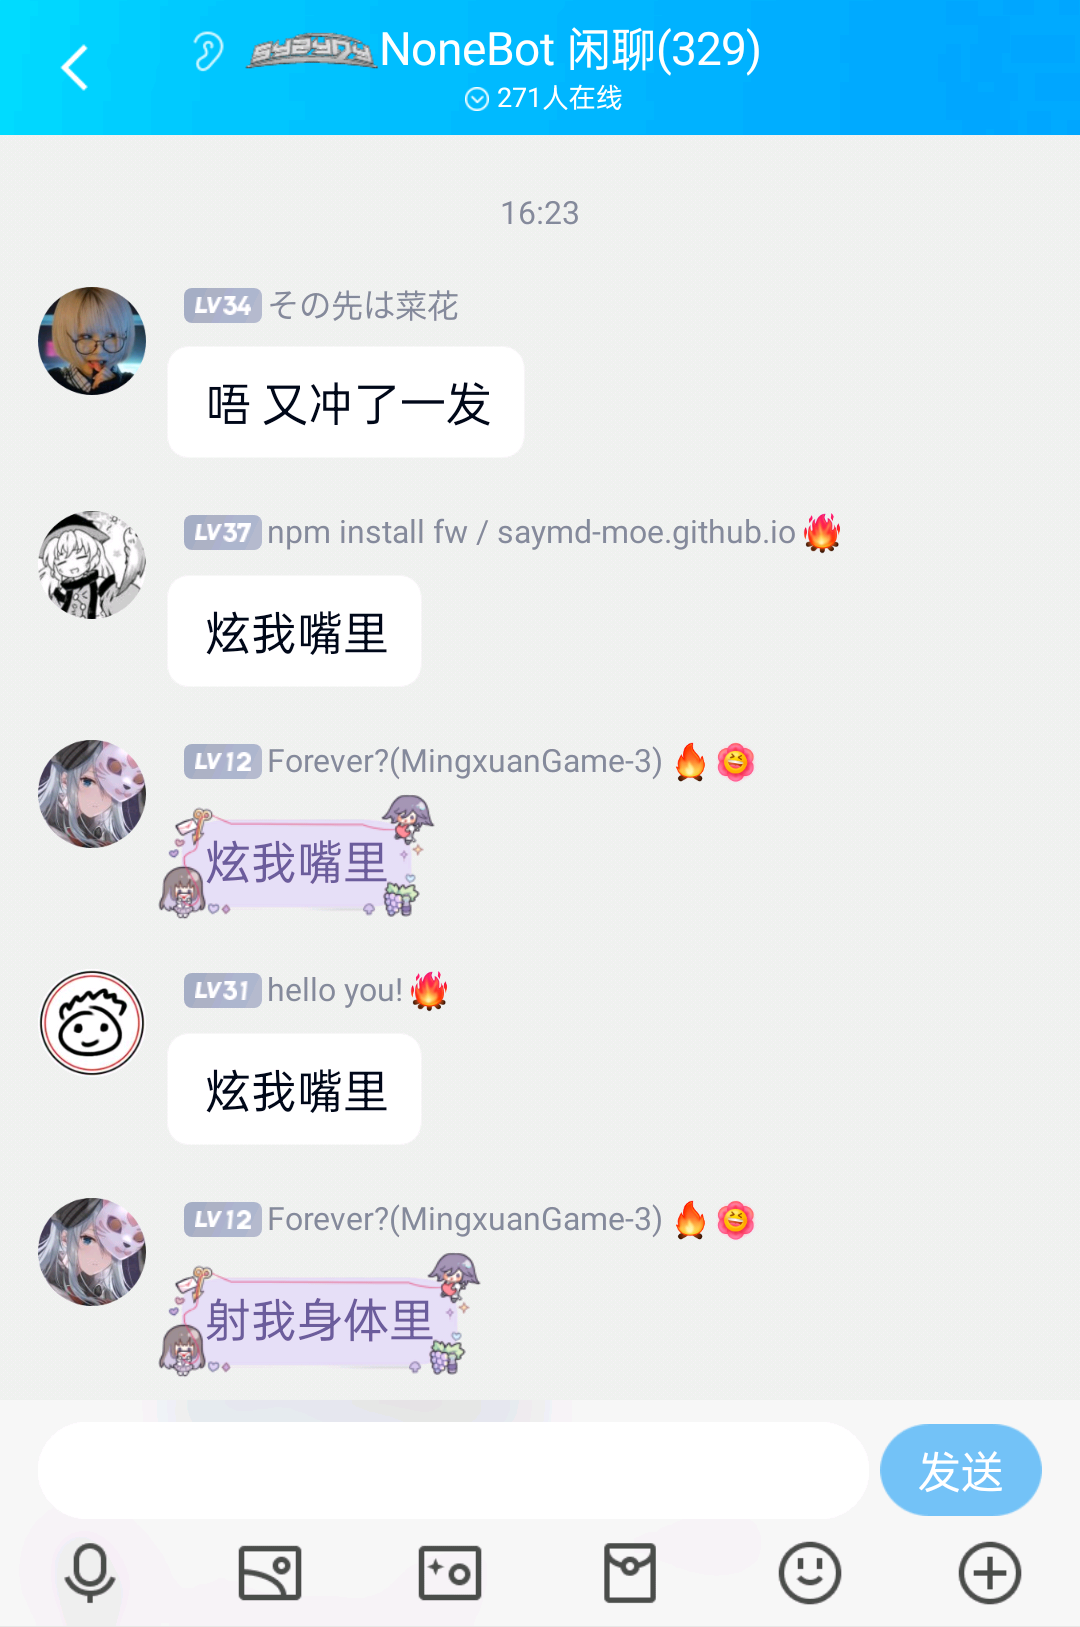 NoneBot 闲聊(329)
271人在线
16:23
LV34 その先は菜花
唔 又冲了一发
LV37 npm install fw / saymd-moe.github.io🔥
炫我嘴里
LV12 Forever?(MingxuanGame-3) 🔥
炫我嘴里
LV31 hello you!🔥
炫我嘴里
LV12 Forever?(MingxuanGame-3) 🔥
射我身体里
发送